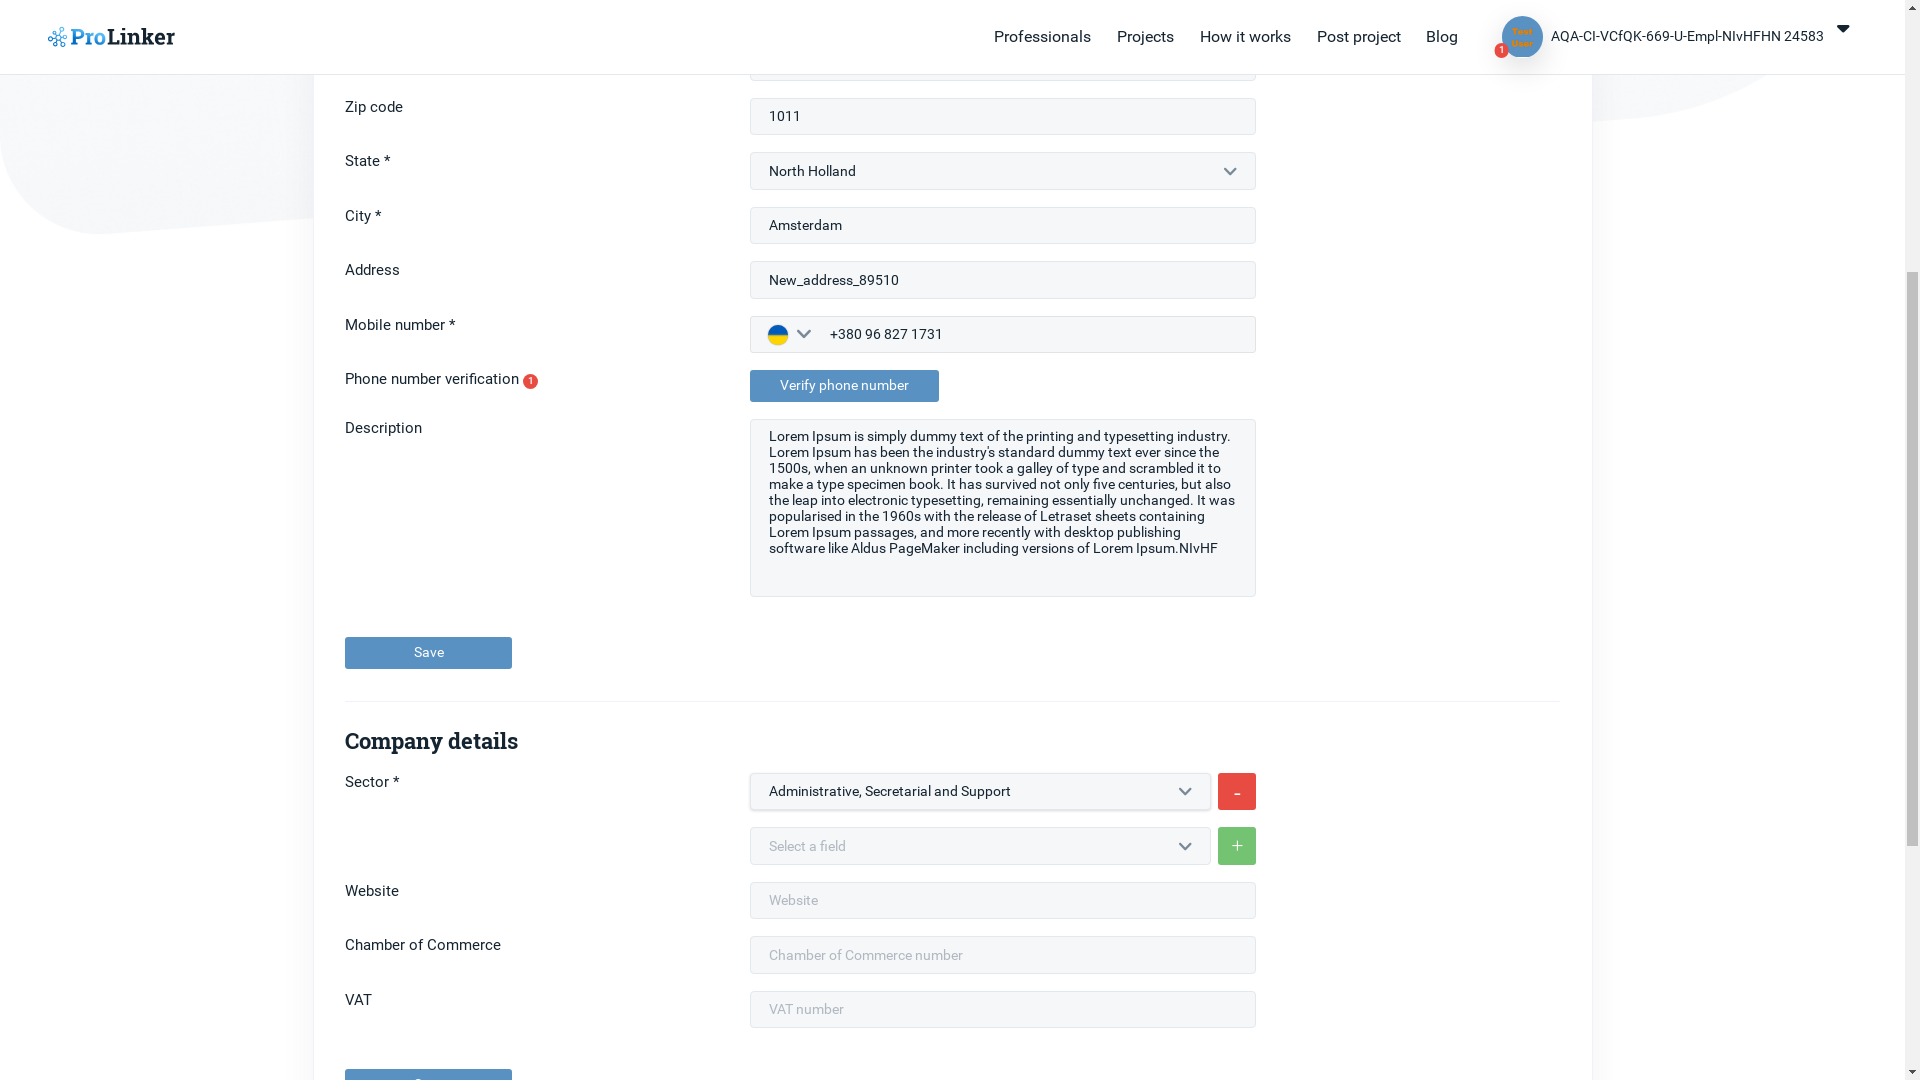 ProLinker
Professionals
Projects
How it works
Post project
Blog
1
AQA-CI-VCfQK-669-U-Empl-NIvHFHN 24583
Zip code
1011
State *
North Holland
City *
Amsterdam
Address
New_address_89510
Mobile number *
+380 96 827 1731
Phone number verification 1
Verify phone number
Description
Lorem Ipsum is simply dummy text of the printing and typesetting industry.
Lorem Ipsum has been the industry's standard dummy text ever since the
1500s, when an unknown printer took a galley of type and scrambled it to
make a type specimen book. It has survived not only five centuries, but also
the leap into electronic typesetting, remaining essentially unchanged. It was
popularised in the 1960s with the release of Letraset sheets containing
Lorem Ipsum passages, and more recently with desktop publishing
software like Aldus PageMaker including versions of Lorem Ipsum.NIvHF
Save
Company details
Sector *
Administrative, Secretarial and Support
-
Select a field
+
Website
Website
Chamber of Commerce
Chamber of Commerce number
VAT
VAT number